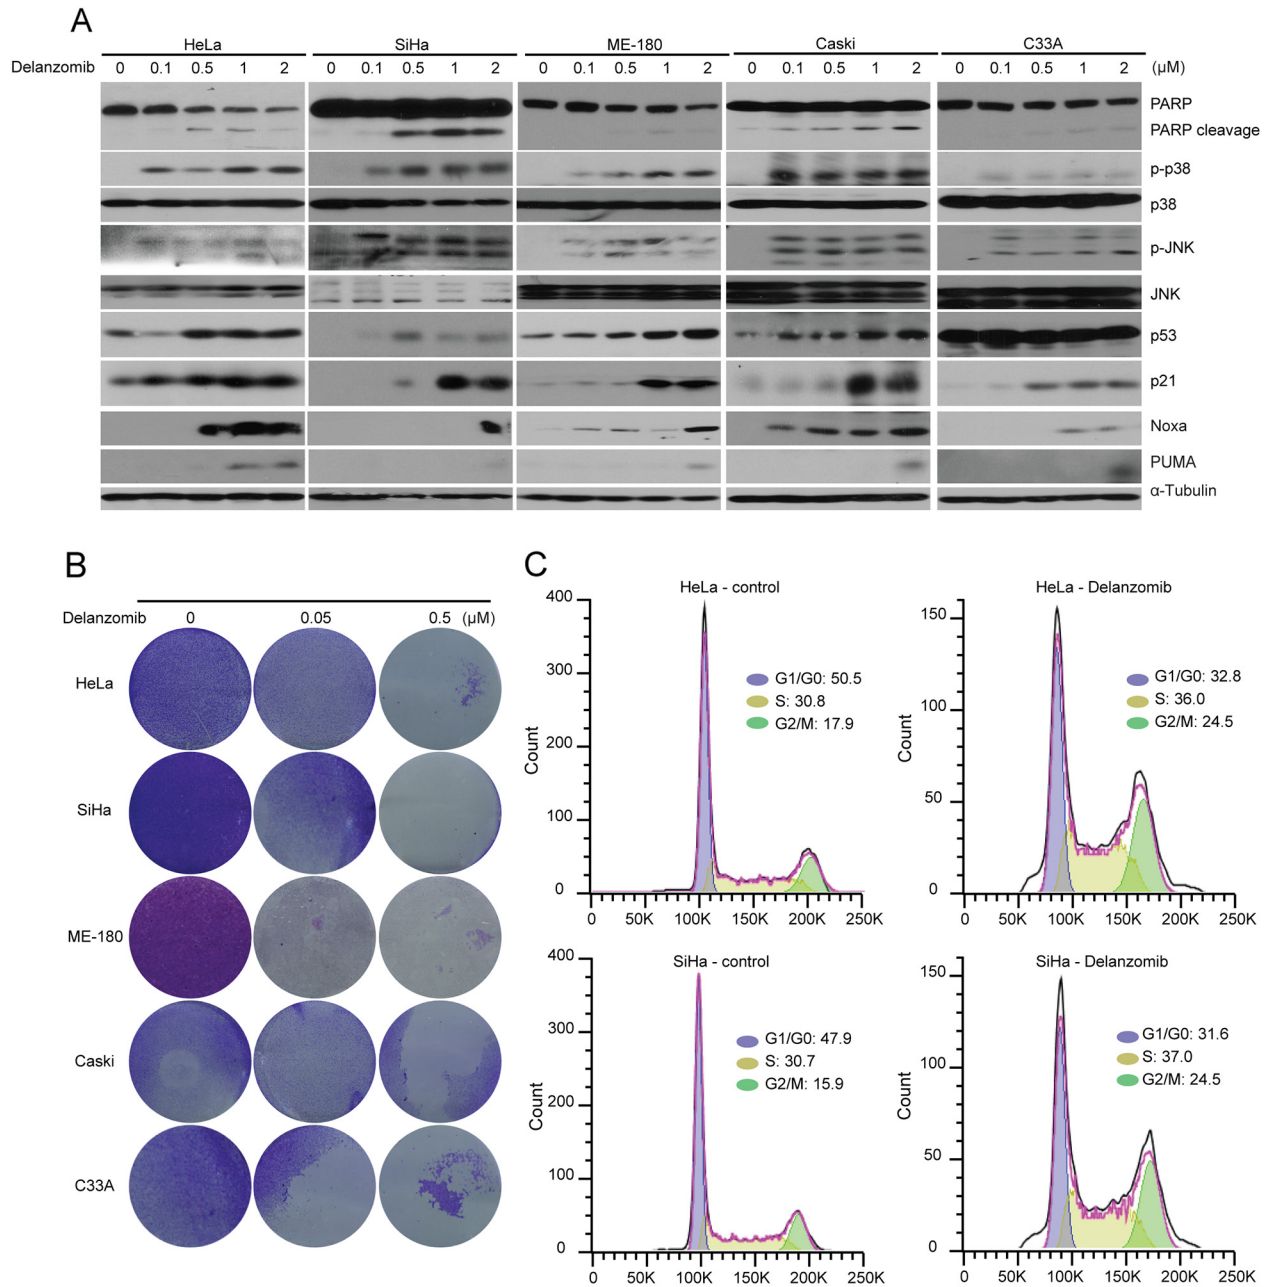 A
HeLa SiHa ME-180 Caski C33A
Delanzomib 0 0.1 0.5 1 2 0 0.1 0.5 1 2 0 0.1 0.5 1 2 0 0.1 0.5 1 2 0 0.1 0.5 1 2 (μM)
PARP
PARP cleavage
p-p38
p38
p-JNK
JNK
p53
p21
Noxa
PUMA
α-Tubulin
B
Delanzomib 0 0.05 0.5 (μM)
HeLa
SiHa
ME-180
Caski
C33A
C
HeLa - control
400
300
200
100
0
Count
G1/G0: 50.5
S: 30.8
G2/M: 17.9
0 50K 100K 150K 200K 250K
HeLa - Delanzomib
150
100
50
0
Count
G1/G0: 32.8
S: 36.0
G2/M: 24.5
0 50K 100K 150K 200K 250K
SiHa - control
400
300
200
100
0
Count
G1/G0: 47.9
S: 30.7
G2/M: 15.9
0 50K 100K 150K 200K 250K
SiHa - Delanzomib
150
100
50
0
Count
G1/G0: 31.6
S: 37.0
G2/M: 24.5
0 50K 100K 150K 200K 250K